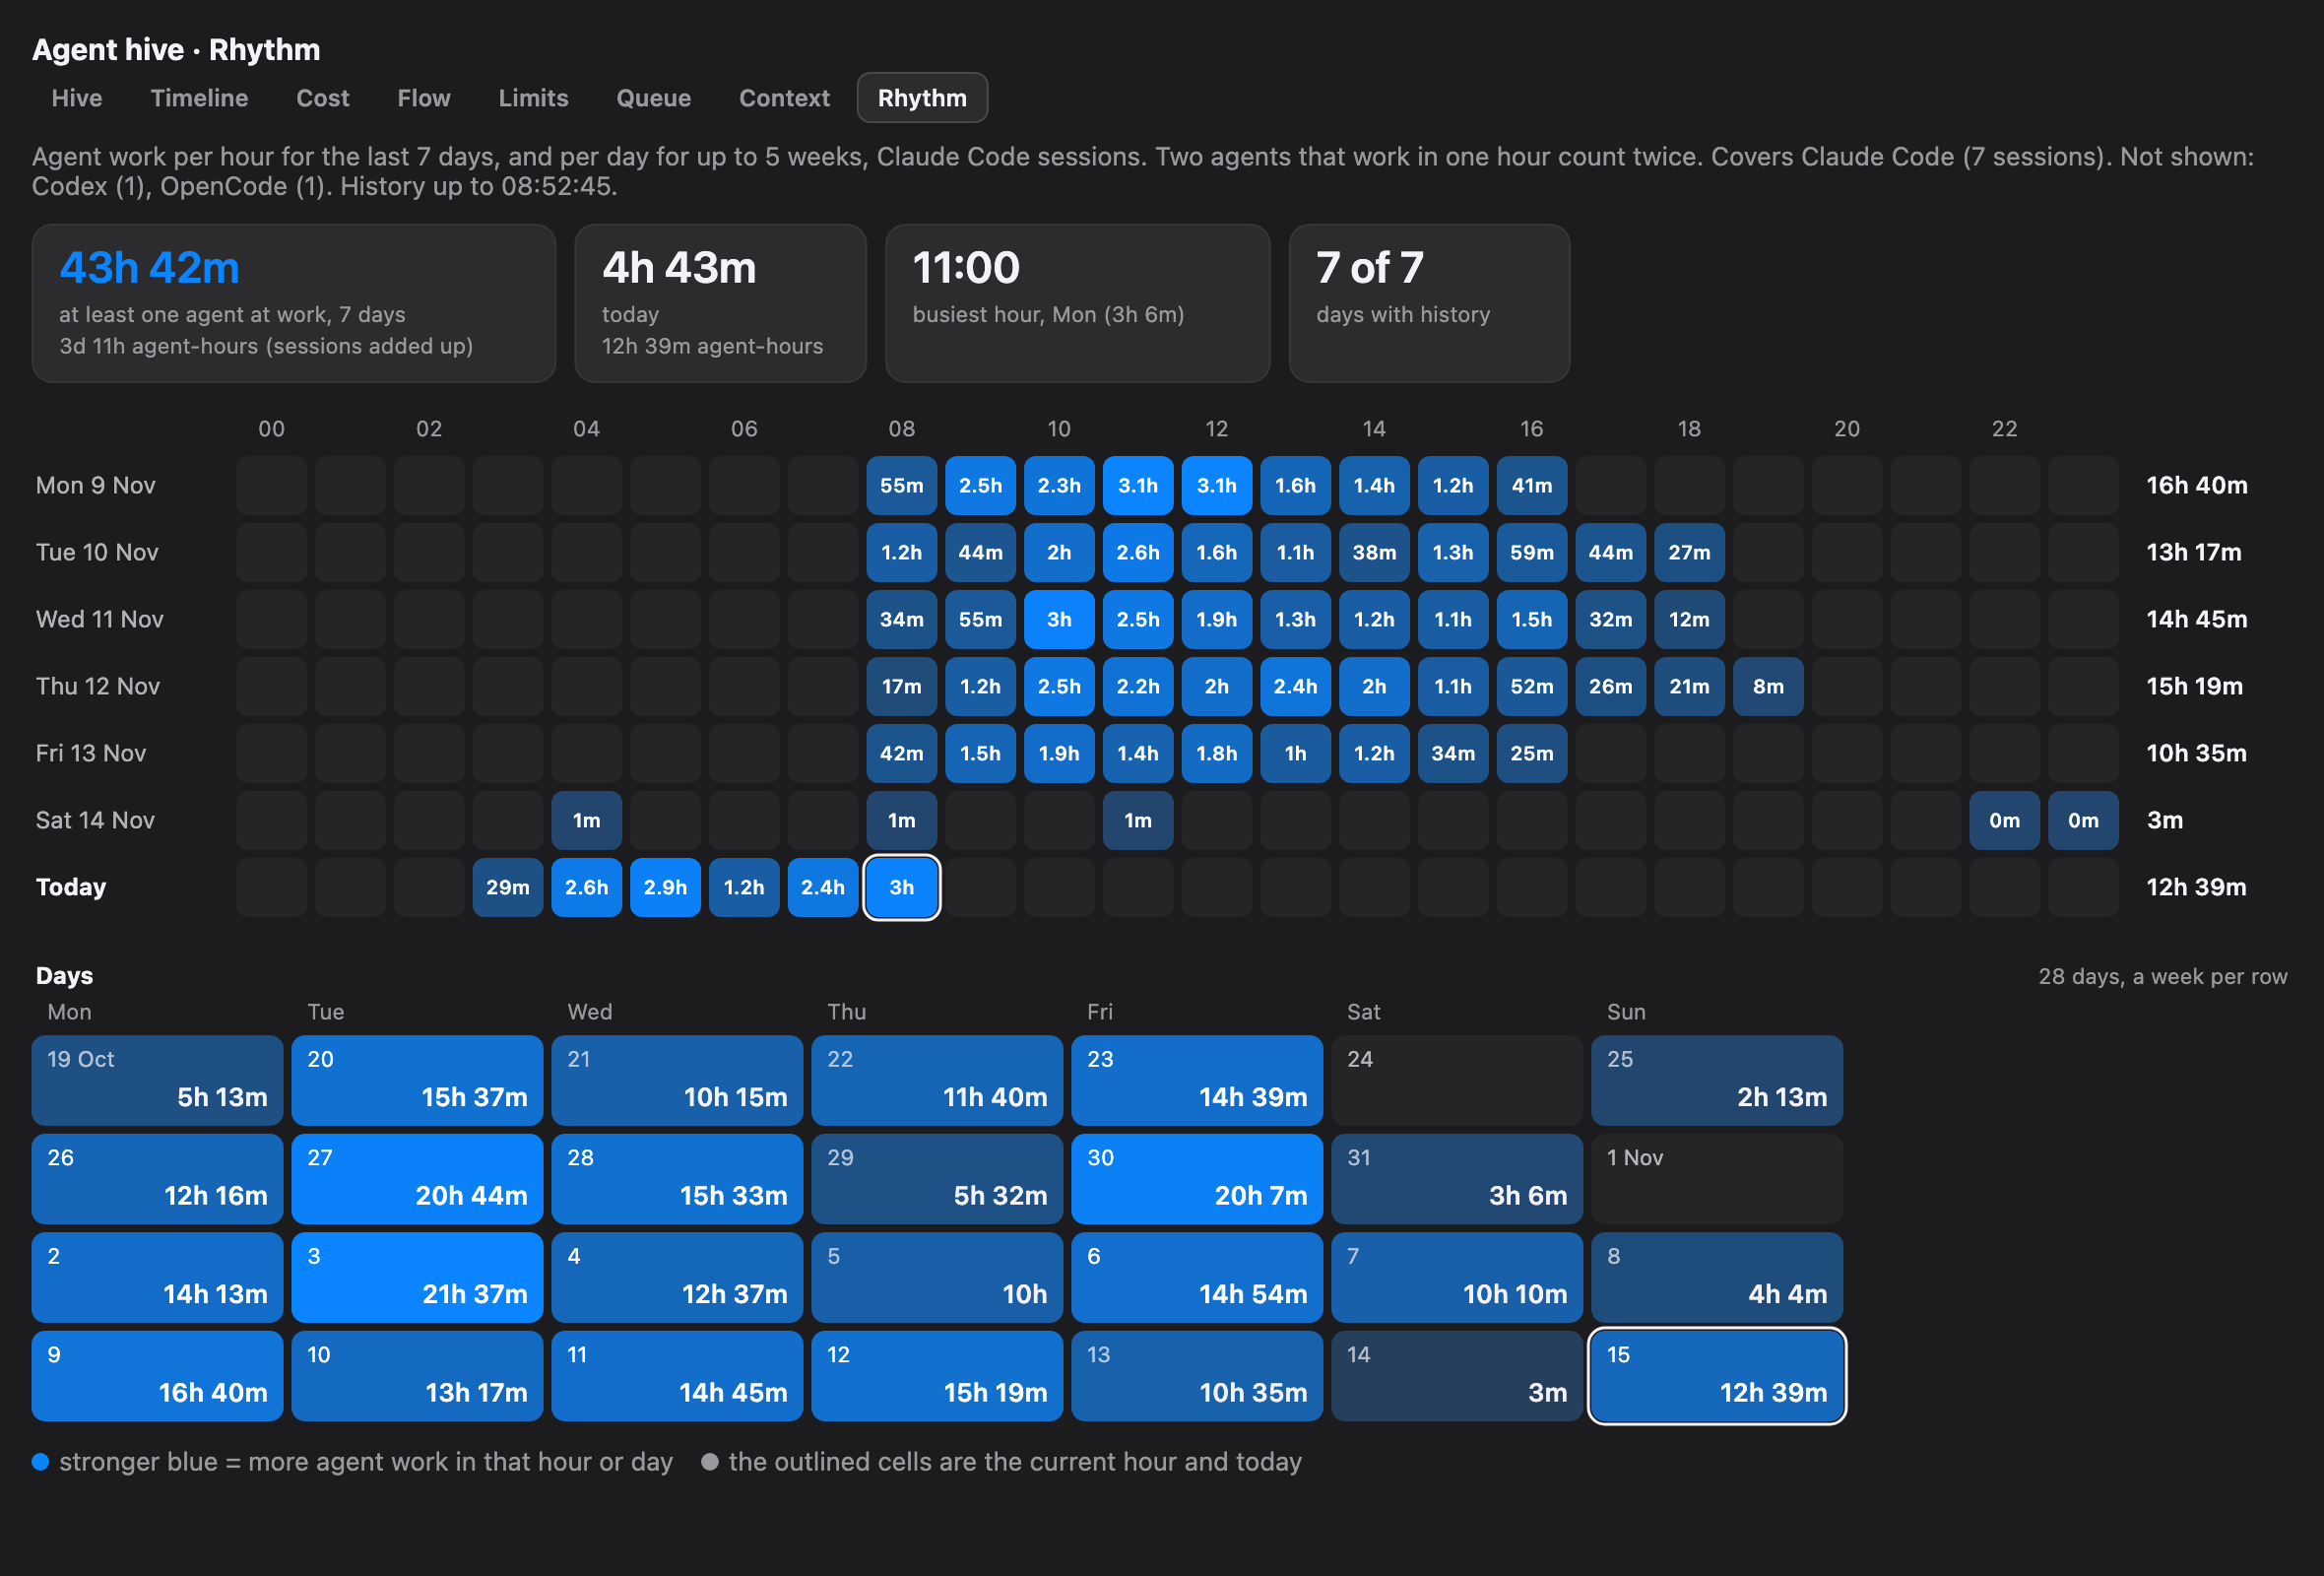 Agent hive · Rhythm
Hive Timeline Cost Flow Limits Queue Context Rhythm
Agent work per hour for the last 7 days, and per day for up to 5 weeks, Claude Code sessions. Two agents that work in one hour count twice. Covers Claude Code (7 sessions). Not shown:
Codex (1), OpenCode (1). History up to 08:52:45.
43h 42m
at least one agent at work, 7 days
3d 11h agent-hours (sessions added up)
4h 43m
today
12h 39m agent-hours
11:00
busiest hour, Mon (3h 6m)
7 of 7
days with history
00 02 04 06 08 10 12 14 16 18 20 22
Mon 9 Nov 55m 2.5h 2.3h 3.1h 3.1h 1.6h 1.4h 1.2h 41m 16h 40m
Tue 10 Nov 1.2h 44m 2h 2.6h 1.6h 1.1h 38m 1.3h 59m 44m 27m 13h 17m
Wed 11 Nov 34m 55m 3h 2.5h 1.9h 1.3h 1.2h 1.1h 1.5h 32m 12m 14h 45m
Thu 12 Nov 17m 1.2h 2.5h 2.2h 2h 2.4h 2h 1.1h 52m 26m 21m 8m 15h 19m
Fri 13 Nov 42m 1.5h 1.9h 1.4h 1.8h 1h 1.2h 34m 25m 10h 35m
Sat 14 Nov 1m 1m 1m 0m 0m 3m
Today 29m 2.6h 2.9h 1.2h 2.4h 3h 12h 39m
Days 28 days, a week per row
Mon Tue Wed Thu Fri Sat Sun
19 Oct 20 21 22 23 24 25
5h 13m 15h 37m 10h 15m 11h 40m 14h 39m 2h 13m
26 27 28 29 30 31 1 Nov
12h 16m 20h 44m 15h 33m 5h 32m 20h 7m 3h 6m
2 3 4 5 6 7 8
14h 13m 21h 37m 12h 37m 10h 14h 54m 10h 10m 4h 4m
9 10 11 12 13 14 15
16h 40m 13h 17m 14h 45m 15h 19m 10h 35m 3m 12h 39m
stronger blue = more agent work in that hour or day the outlined cells are the current hour and today